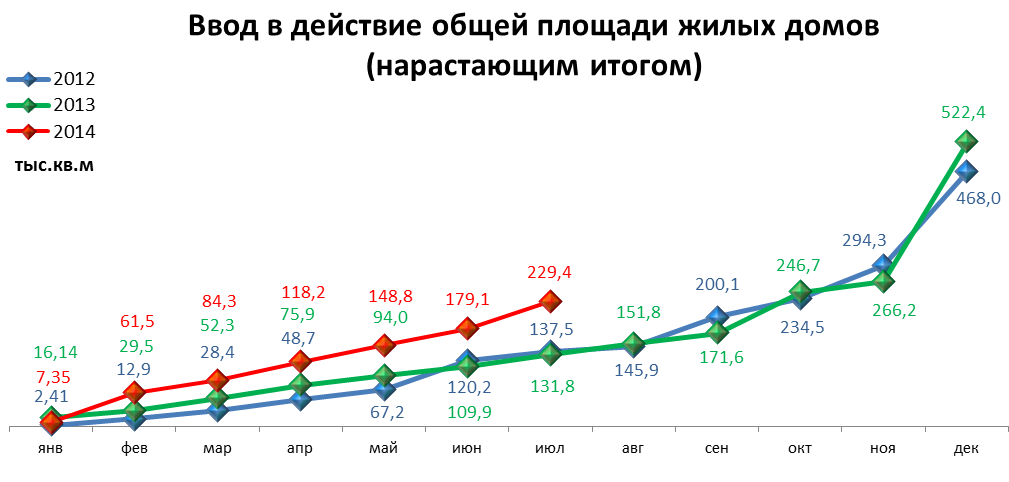 Ввод в действие общей площади жилых домов
(нарастающим итогом)
2012
2013
2014
тыс.кв.м
522,4
468,0
294,3
246,7
229,4
200,1
118,2
148,8
179,1
84,3
75,9
94,0
137,5
151,8
234,5
266,2
61,5
52,3
48,7
16,14
29,5
28,4
171,6
7,35
12,9
145,9
2,41
120,2
131,8
67,2
109,9
янв
фев
мар
апр
май
июн
июл
авг
сен
окт
ноя
дек